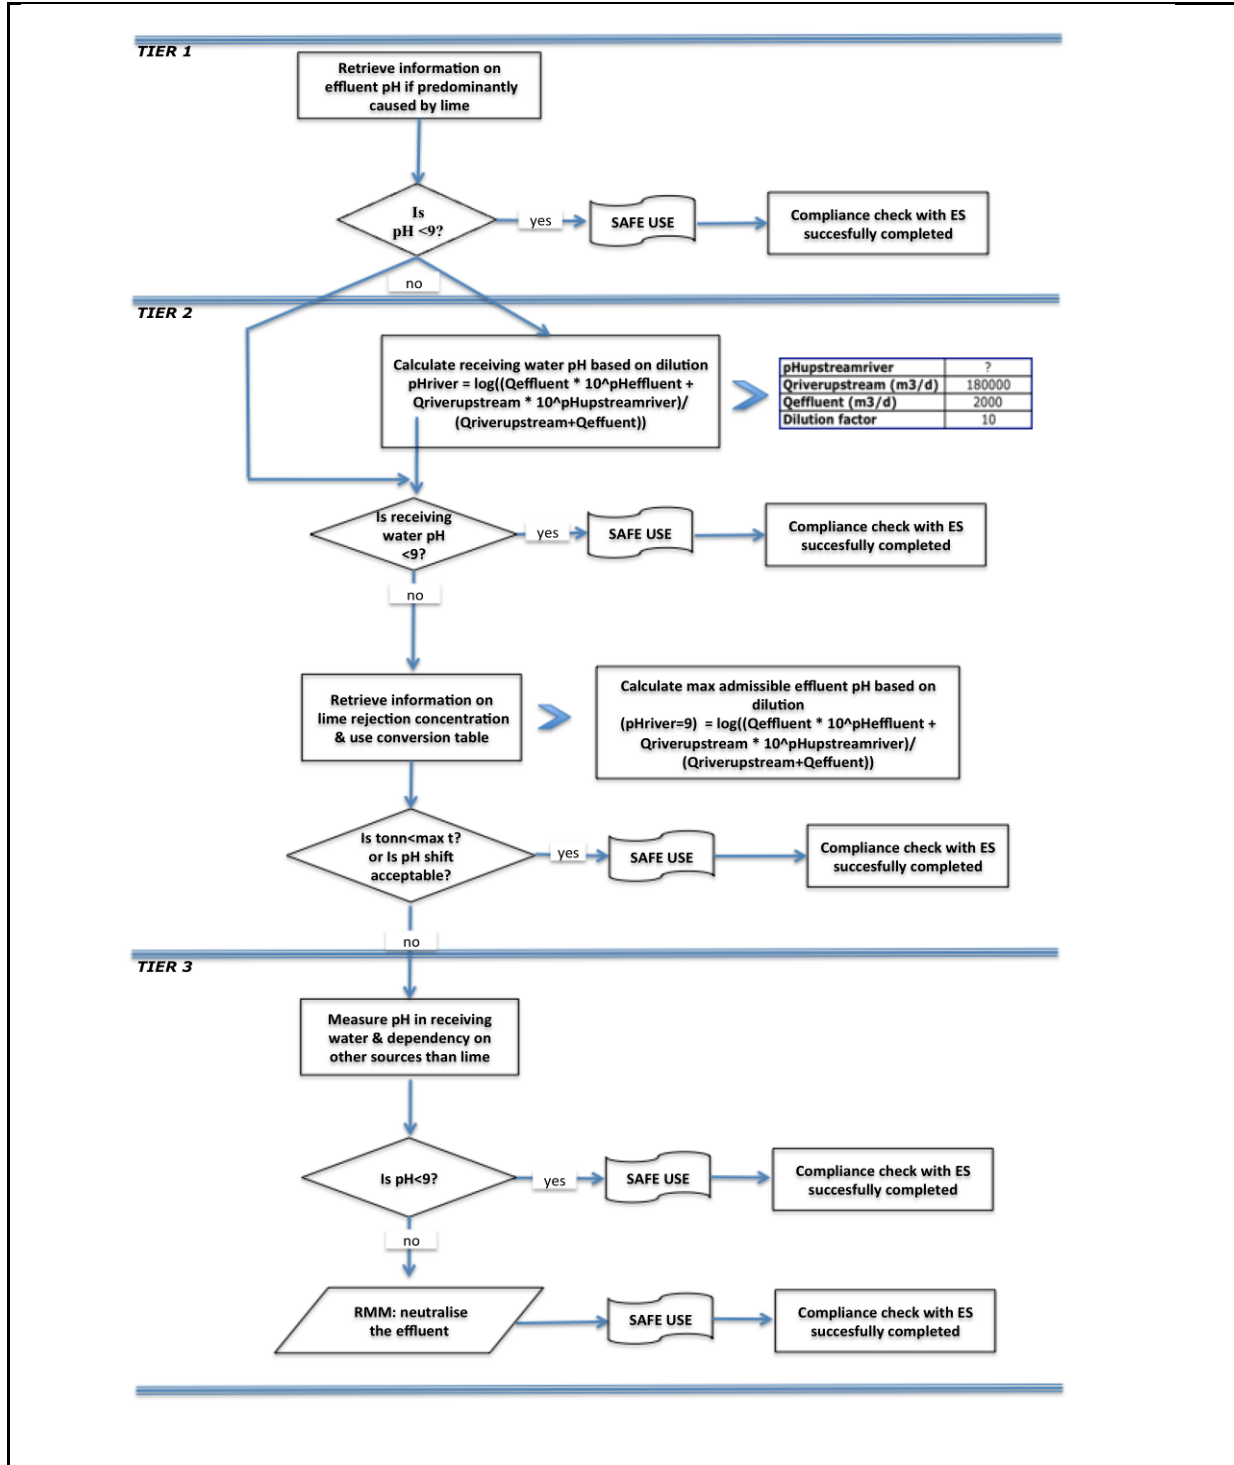 TIER 1
Retrieve information on
effluent pH if predominantly
caused by lime
Is
pH <9?
yes
SAFE USE
Compliance check with ES
succesfully completed
no
TIER 2
Calculate receiving water pH based on dilution
pHriver = log((Qeffluent * 10^pHeffluent +
Qriverupstream * 10^pHupstreamriver)/
(Qriverupstream+Qeffuent))
pHupstreamriver ?
Qriverupstream (m3/d) 180000
Qeffluent (m3/d) 2000
Dilution factor 10
Is receiving
water pH
<9?
yes
SAFE USE
Compliance check with ES
succesfully completed
no
Retrieve information on
lime rejection concentration
& use conversion table
Calculate max admissible effluent pH based on
dilution
(pHriver=9) = log((Qeffluent * 10^pHeffluent +
Qriverupstream * 10^pHupstreamriver)/
(Qriverupstream+Qeffuent))
Is tonn<max t?
or Is pH shift
acceptable?
yes
SAFE USE
Compliance check with ES
succesfully completed
no
TIER 3
Measure pH in receiving
water & dependency on
other sources than lime
Is pH<9?
yes
SAFE USE
Compliance check with ES
succesfully completed
no
RMM: neutralise
the effluent
SAFE USE
Compliance check with ES
succesfully completed